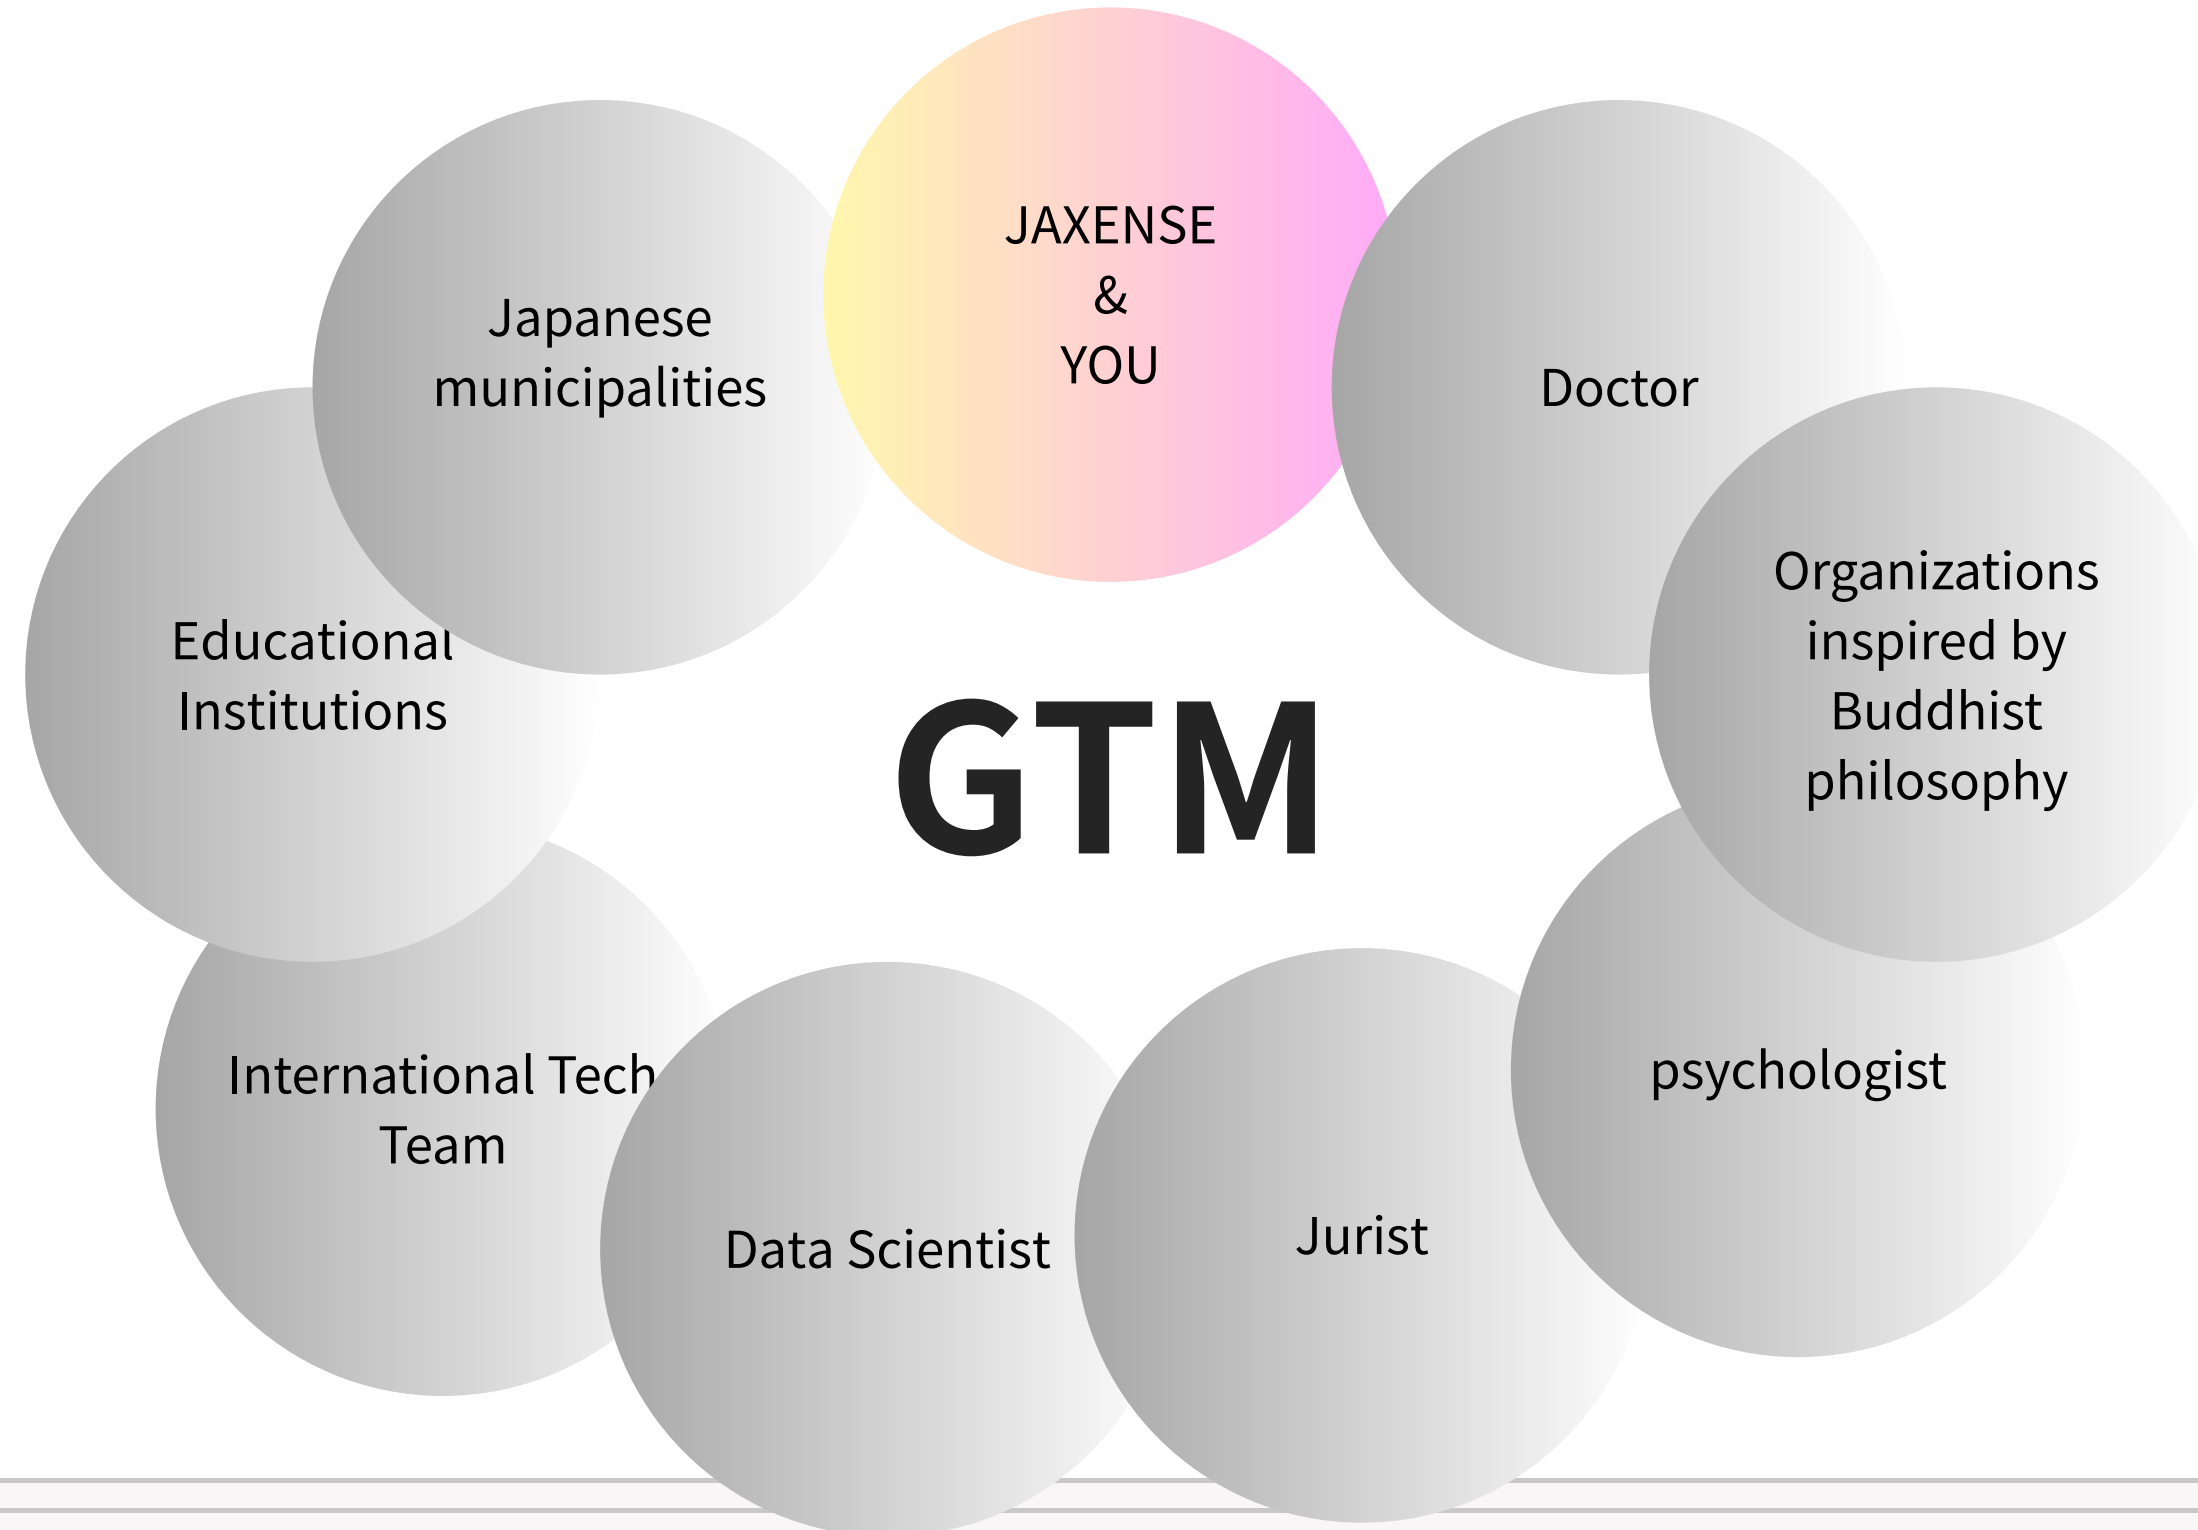 JAXENSE
&
YOU
Japanese
municipalities
Doctor
Organizations
inspired by
Buddhist
philosophy
Educational
Institutions
GTM
International Tech
Team
psychologist
Data Scientist
Jurist